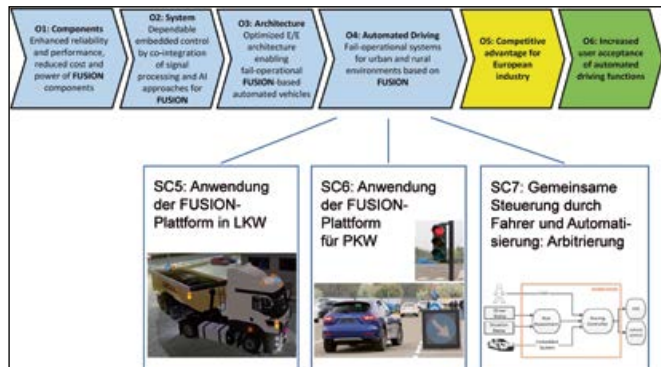 O1: Components
Enhanced reliability
and performance,
reduced cost and
power of FUSION
components
O2: System
Dependable
embedded control
by co-integration
of signal
processing and AI
approaches for
FUSION
O3: Architecture
Optimized E/E
architecture
enabling
fail-operational
FUSION-based
automated vehicles
O4: Automated Driving
Fail-operational systems
for urban and rural
environments based on
FUSION
O5: Competitive
advantage for
European
industry
O6: Increased
user acceptance
of automated
driving functions
SC5: Anwendung
der FUSION-
Plattform in LKW
SC6: Anwendung
der FUSION-
Plattform
für PKW
SC7: Gemeinsame
Steuerung durch
Fahrer und Automati-
sierung: Arbitrierung